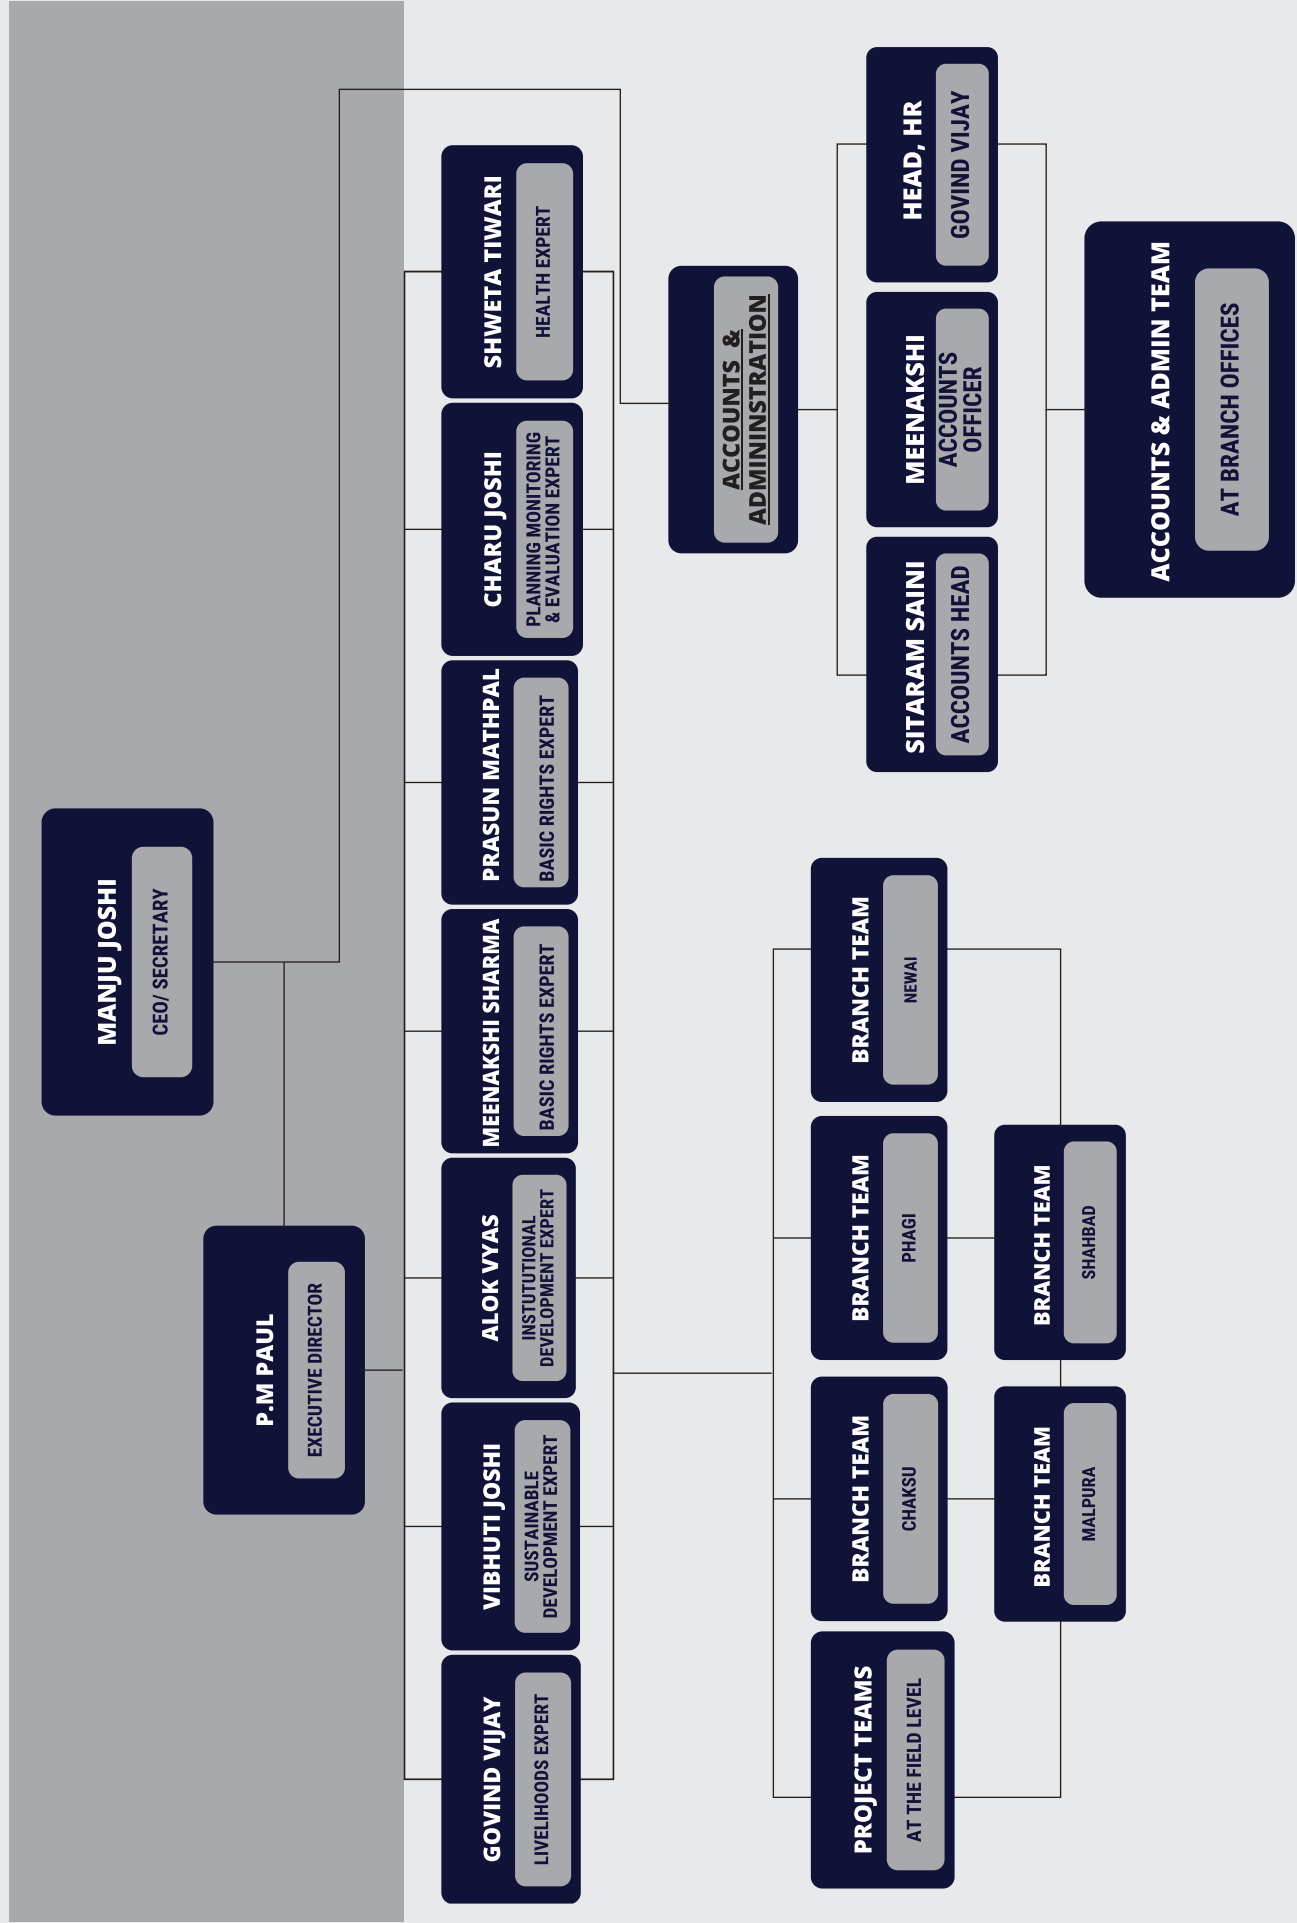 MANJU JOSHI
CEO/ SECRETARY
P.M PAUL
EXECUTIVE DIRECTOR
GOVIND VIJAY
LIVELIHOODS EXPERT
VIBHUTI JOSHI
SUSTAINABLE
DEVELOPMENT EXPERT
ALOK VYAS
INSTUTUTIONAL
DEVELOPMENT EXPERT
MEENAKSHI SHARMA
BASIC RIGHTS EXPERT
PRASUN MATHPAL
BASIC RIGHTS EXPERT
CHARU JOSHI
PLANNING MONITORING
& EVALUATION EXPERT
SHWETA TIWARI
HEALTH EXPERT
ACCOUNTS &
ADMININSTRATION
PROJECT TEAMS
AT THE FIELD LEVEL
BRANCH TEAM
CHAKSU
BRANCH TEAM
PHAGI
BRANCH TEAM
NEWAI
SITARAM SAINI
ACCOUNTS HEAD
MEENAKSHI
ACCOUNTS
OFFICER
HEAD, HR
GOVIND VIJAY
BRANCH TEAM
MALPURA
BRANCH TEAM
SHAHBAD
ACCOUNTS & ADMIN TEAM
AT BRANCH OFFICES